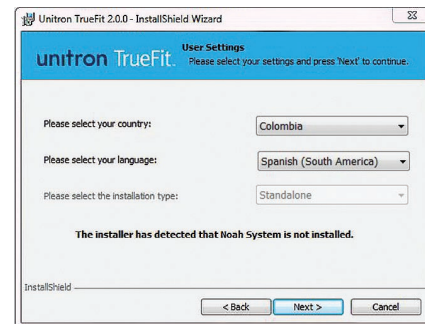 Unitron TrueFit 2.0.0 - InstallShield Wizard
unitron TrueFit.
User Settings
Please select your settings and press 'Next' to continue.
Please select your country:
Colombia
Please select your language:
Spanish (South America)
Please select the installation type:
Standalone
The installer has detected that Noah System is not installed.
InstallShield
< Back
Next >
Cancel